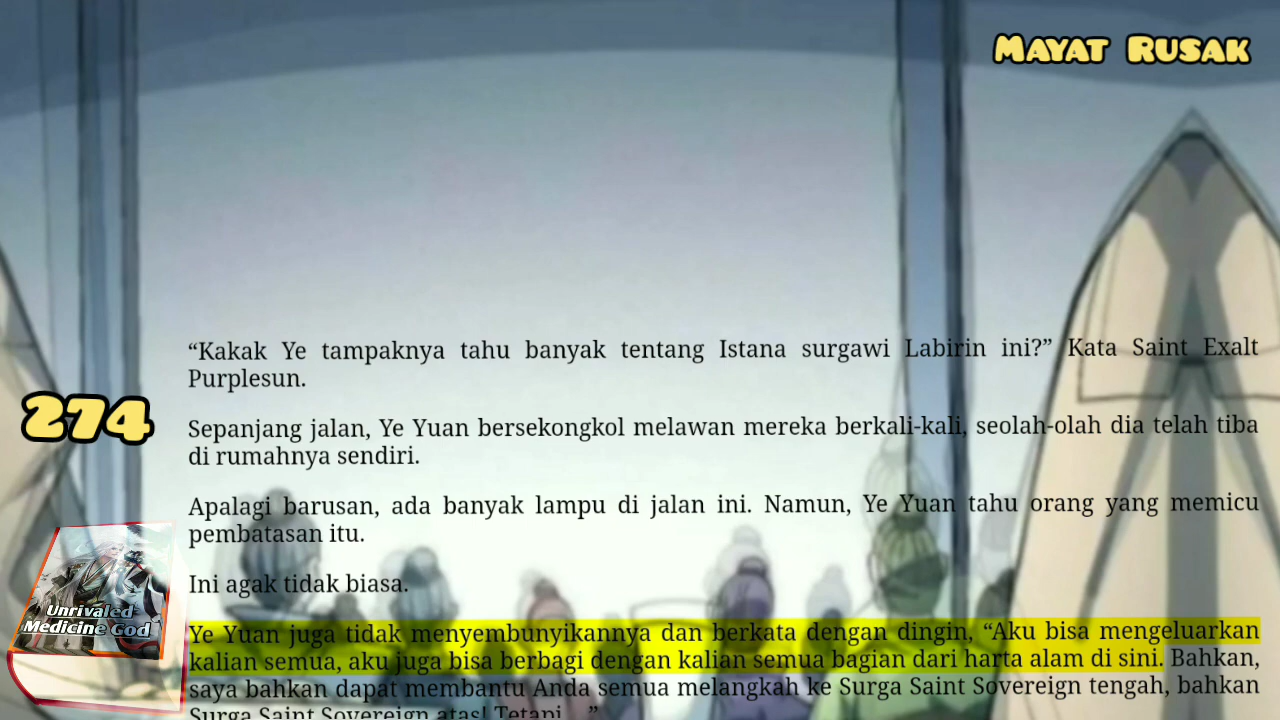 Mayat Rusak
“Kakak Ye tampaknya tahu banyak tentang Istana surgawi Labirin ini?” Kata Saint Exalt
Purplesun.
274
Sepanjang jalan, Ye Yuan bersekongkol melawan mereka berkali-kali, seolah-olah dia telah tiba
di rumahnya sendiri.
Apalagi barusan, ada banyak lampu di jalan ini. Namun, Ye Yuan tahu orang yang memicu
pembatasan itu.
Ini agak tidak biasa.
Unrivaled
Medicine God
Ye Yuan juga tidak menyembunyikannya dan berkata dengan dingin, “Aku bisa mengeluarkan
kalian semua, aku juga bisa berbagi dengan kalian semua bagian dari harta alam di sini. Bahkan,
saya bahkan dapat membantu Anda semua melangkah ke Surga Saint Sovereign tengah, bahkan
Surga Saint Sovereign atas! Tetapi ...”